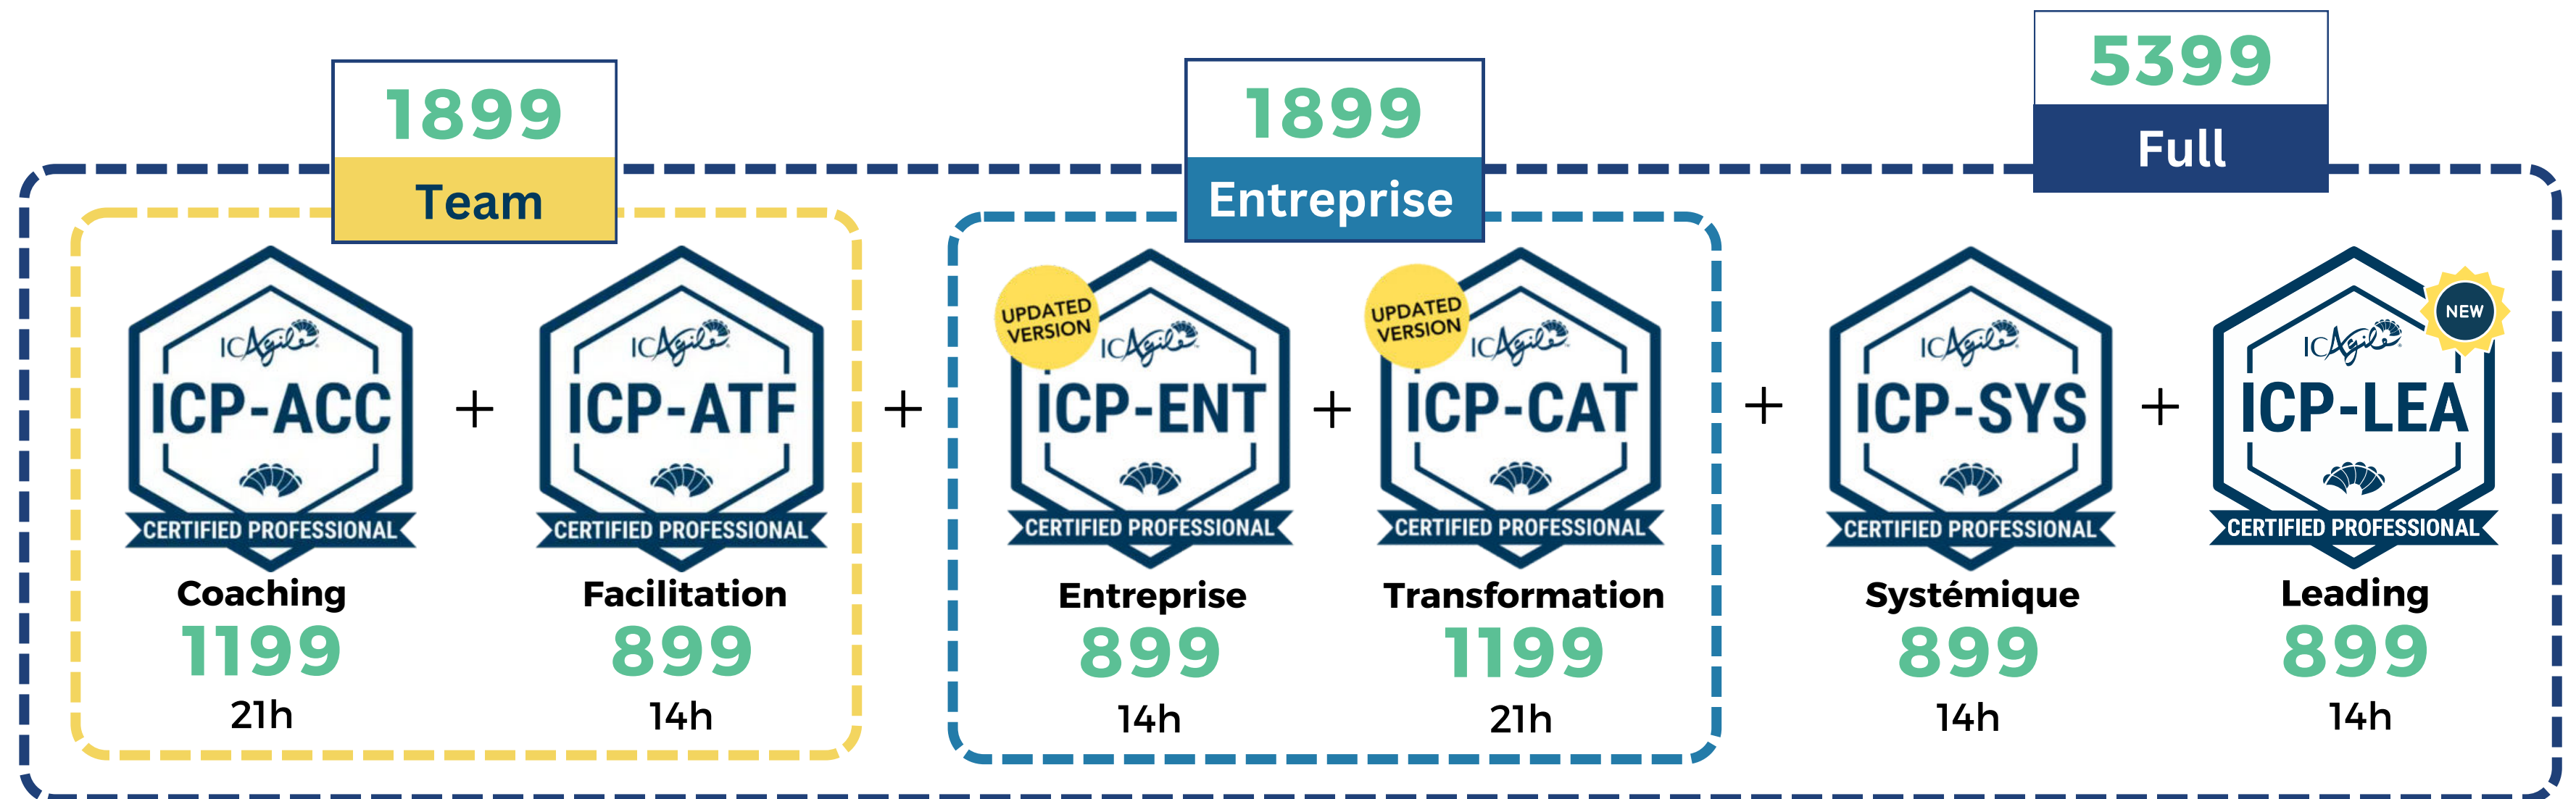 1899
Team
1899
Entreprise
5399
Full
ICAgile
ICP-ACC
CERTIFIED PROFESSIONAL
Coaching
1199
21h
+
ICAgile
ICP-ATF
CERTIFIED PROFESSIONAL
Facilitation
899
14h
+
UPDATED
VERSION
ICAgile
ICP-ENT
CERTIFIED PROFESSIONAL
Entreprise
899
14h
+
UPDATED
VERSION
ICAgile
ICP-CAT
CERTIFIED PROFESSIONAL
Transformation
1199
21h
+
ICAgile
ICP-SYS
CERTIFIED PROFESSIONAL
Systémique
899
14h
+
NEW
ICAgile
ICP-LEA
CERTIFIED PROFESSIONAL
Leading
899
14h